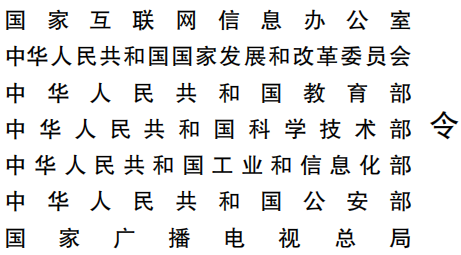 国家互联网信息办公室
中华人民共和国国家发展和改革委员会
中华人民共和国教育部
中华人民共和国科学技术部
中华人民共和国工业和信息化部
中华人民共和国公安部
国家广播电视总局
令